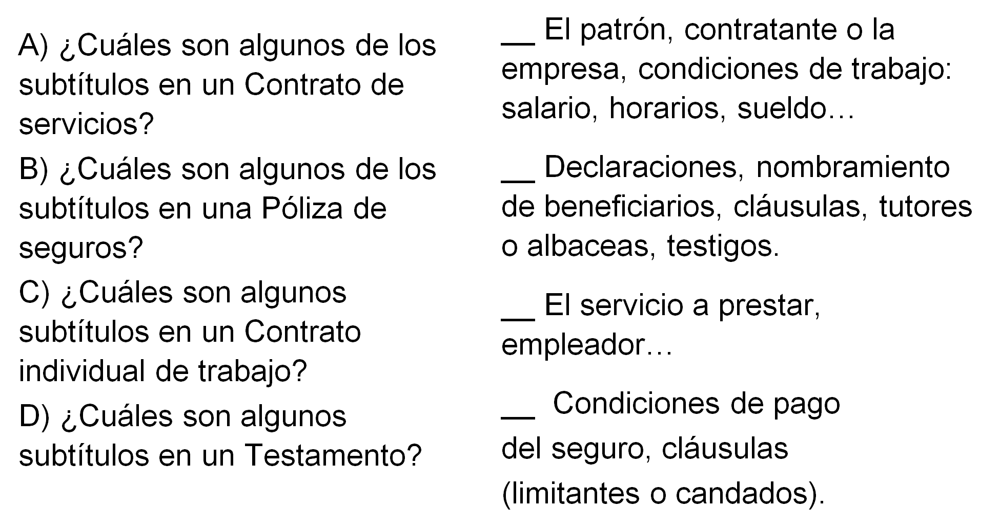 A) ¿Cuáles son algunos de los
subtítulos en un Contrato de
servicios?
B) ¿Cuáles son algunos de los
subtítulos en una Póliza de
seguros?
C) ¿Cuáles son algunos
subtítulos en un Contrato
individual de trabajo?
D) ¿Cuáles son algunos
subtítulos en un Testamento?
__ El patrón, contratante o la
empresa, condiciones de trabajo:
salario, horarios, sueldo…
__ Declaraciones, nombramiento
de beneficiarios, cláusulas, tutores
o albaceas, testigos.
__ El servicio a prestar,
empleador…
__ Condiciones de pago
del seguro, cláusulas
(limitantes o candados).